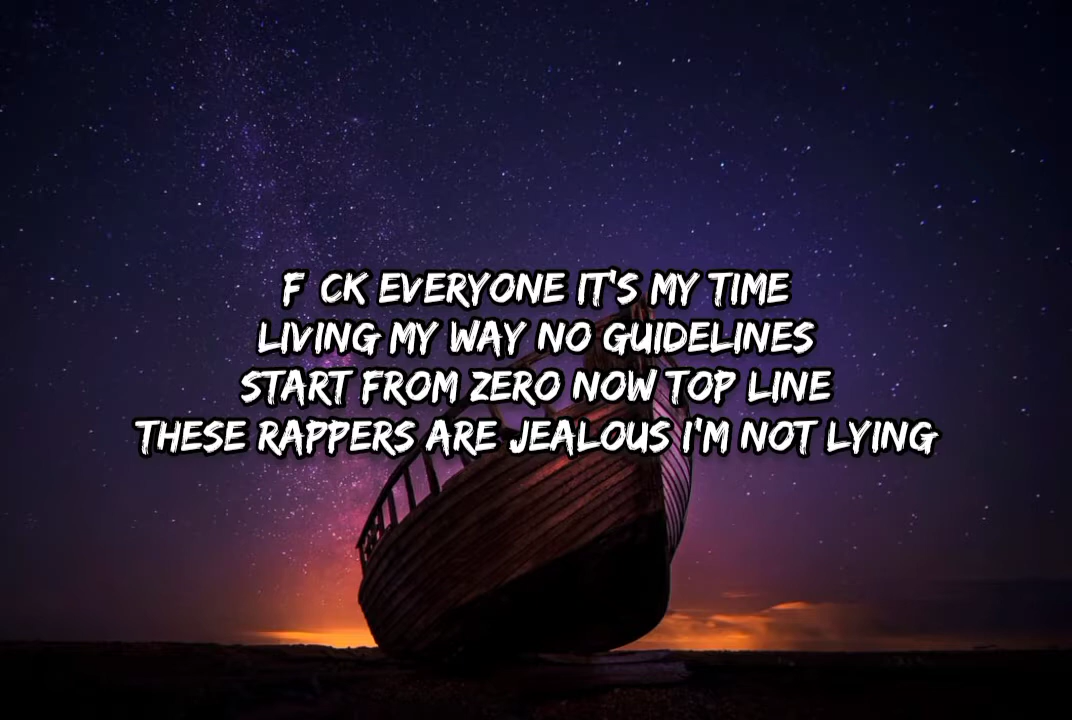 F CK EVERYONE IT'S MY TIME
LIVING MY WAY NO GUIDELINES
START FROM ZERO NOW TOP LINE
THESE RAPPERS ARE JEALOUS I'M NOT LYING